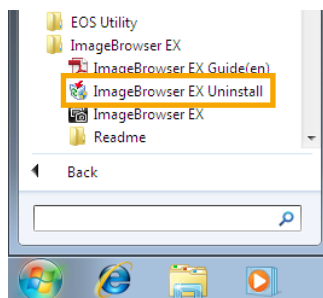 EOS Utility
ImageBrowser EX
ImageBrowser EX Guide(en)
ImageBrowser EX Uninstall
ImageBrowser EX
Readme
Back